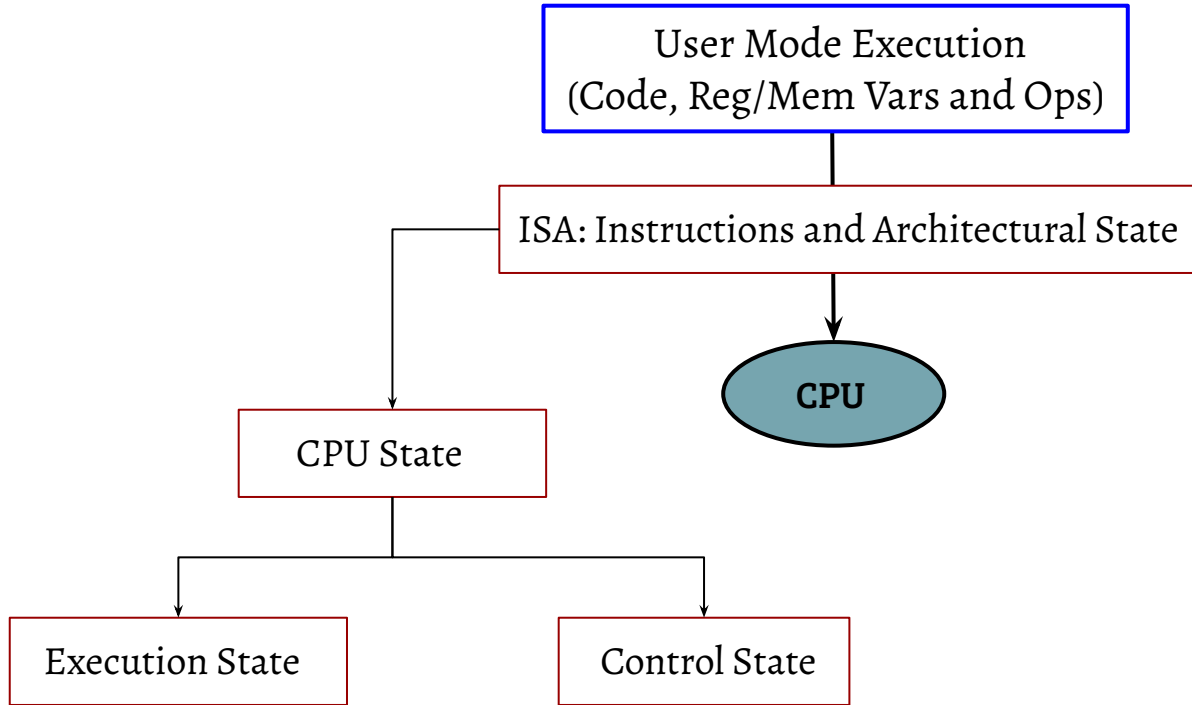 User Mode Execution
(Code, Reg/Mem Vars and Ops)
ISA: Instructions and Architectural State
CPU
CPU State
Execution State
Control State